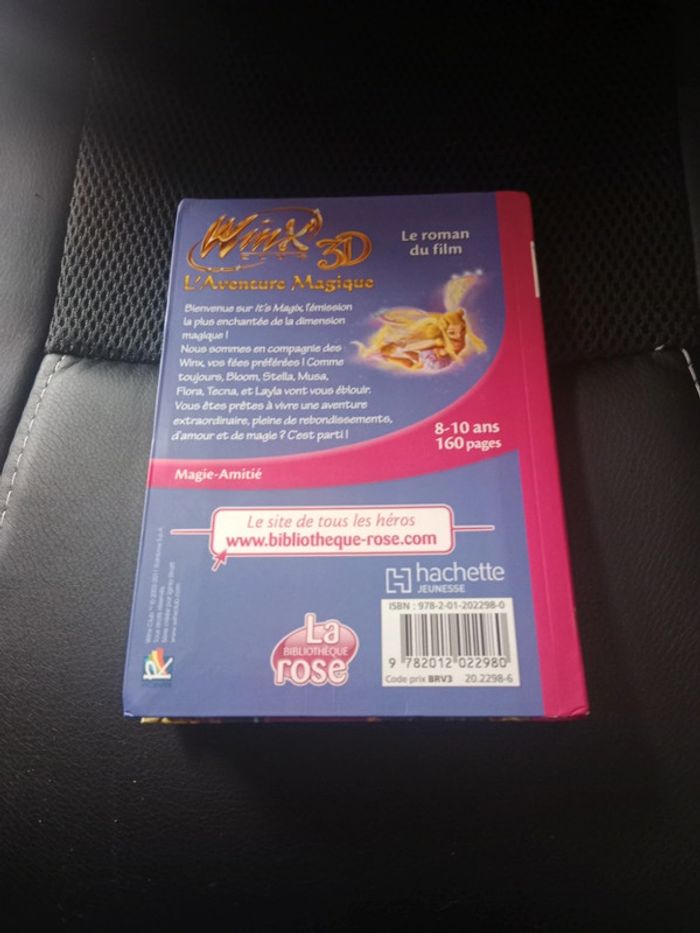 Winx
CLUB
3D
L'Aventure Magique
Le roman
du film
Bienvenue sur It's Magix, l'émission
la plus enchantée de la dimension
magique !
Nous sommes en compagnie des
Winx, vos fées préférées ! Comme
toujours, Bloom, Stella, Musa,
Flora, Tecna, et Layla vont vous éblouir.
Vous êtes prêtes à vivre une aventure
extraordinaire, pleine de rebondissements,
d'amour et de magie ? C'est parti !
8-10 ans
160 pages
Magie-Amitié
Le site de tous les héros
www.bibliotheque-rose.com
hachette
JEUNESSE
ISBN : 978-2-01-202298-0
9 782012 022980
Code prix BRV3 20.2298-6
La
BIBLIOTHÈQUE
rose
www.winxclub.com